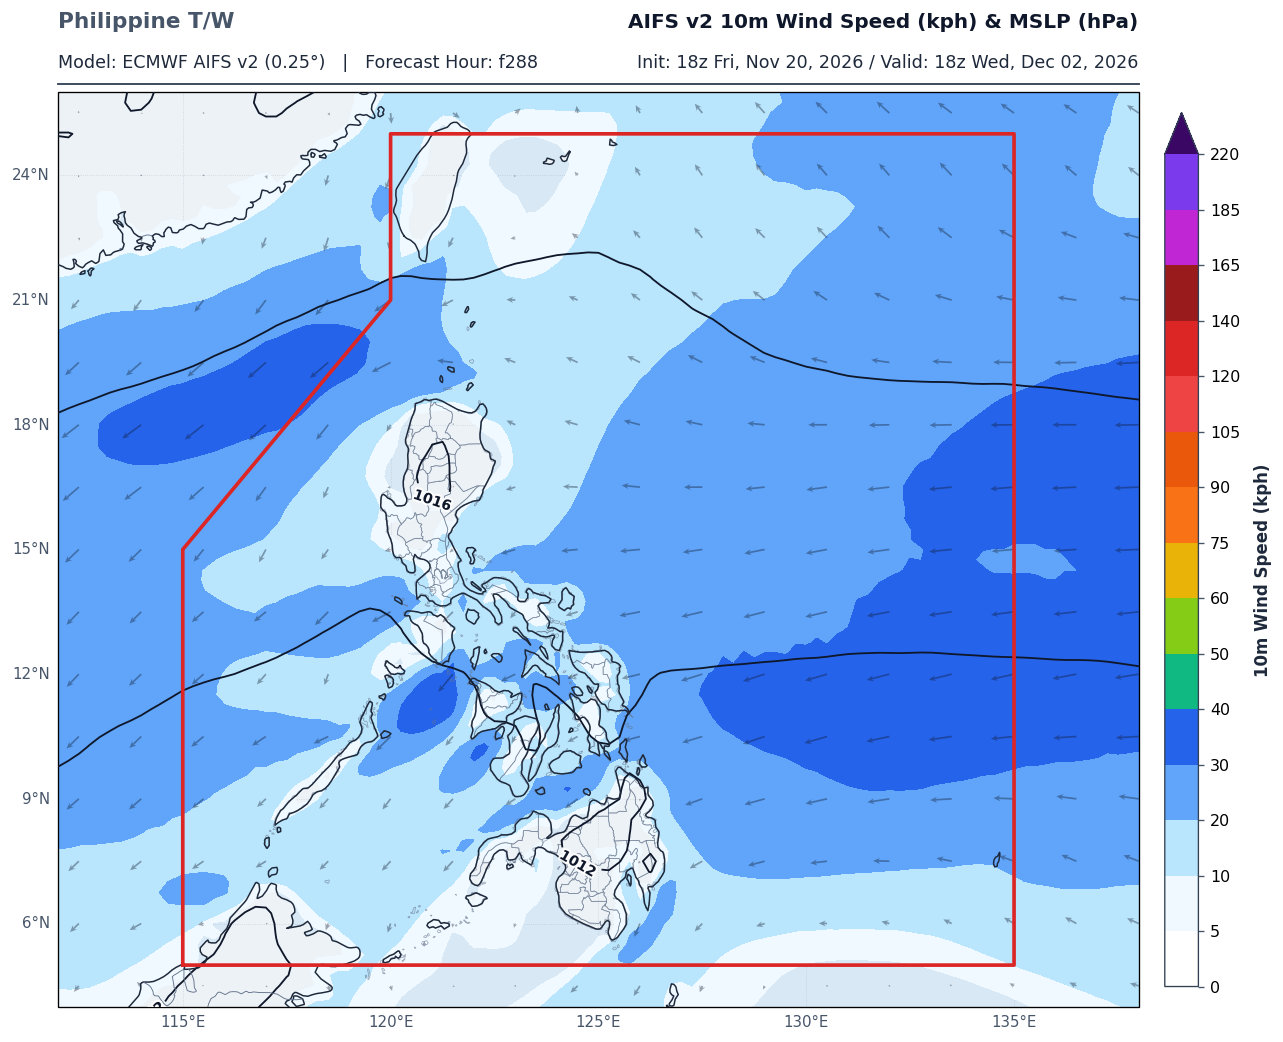 Philippine T/W
AIFS v2 10m Wind Speed (kph) & MSLP (hPa)
Model: ECMWF AIFS v2 (0.25°) | Forecast Hour: f288
Init: 18z Fri, Nov 20, 2026 / Valid: 18z Wed, Dec 02, 2026
24°N
21°N
18°N
15°N
12°N
9°N
6°N
1016
1012
115°E
120°E
125°E
130°E
135°E
220
185
165
140
120
105
90
75
60
50
40
30
20
10
5
0
10m Wind Speed (kph)